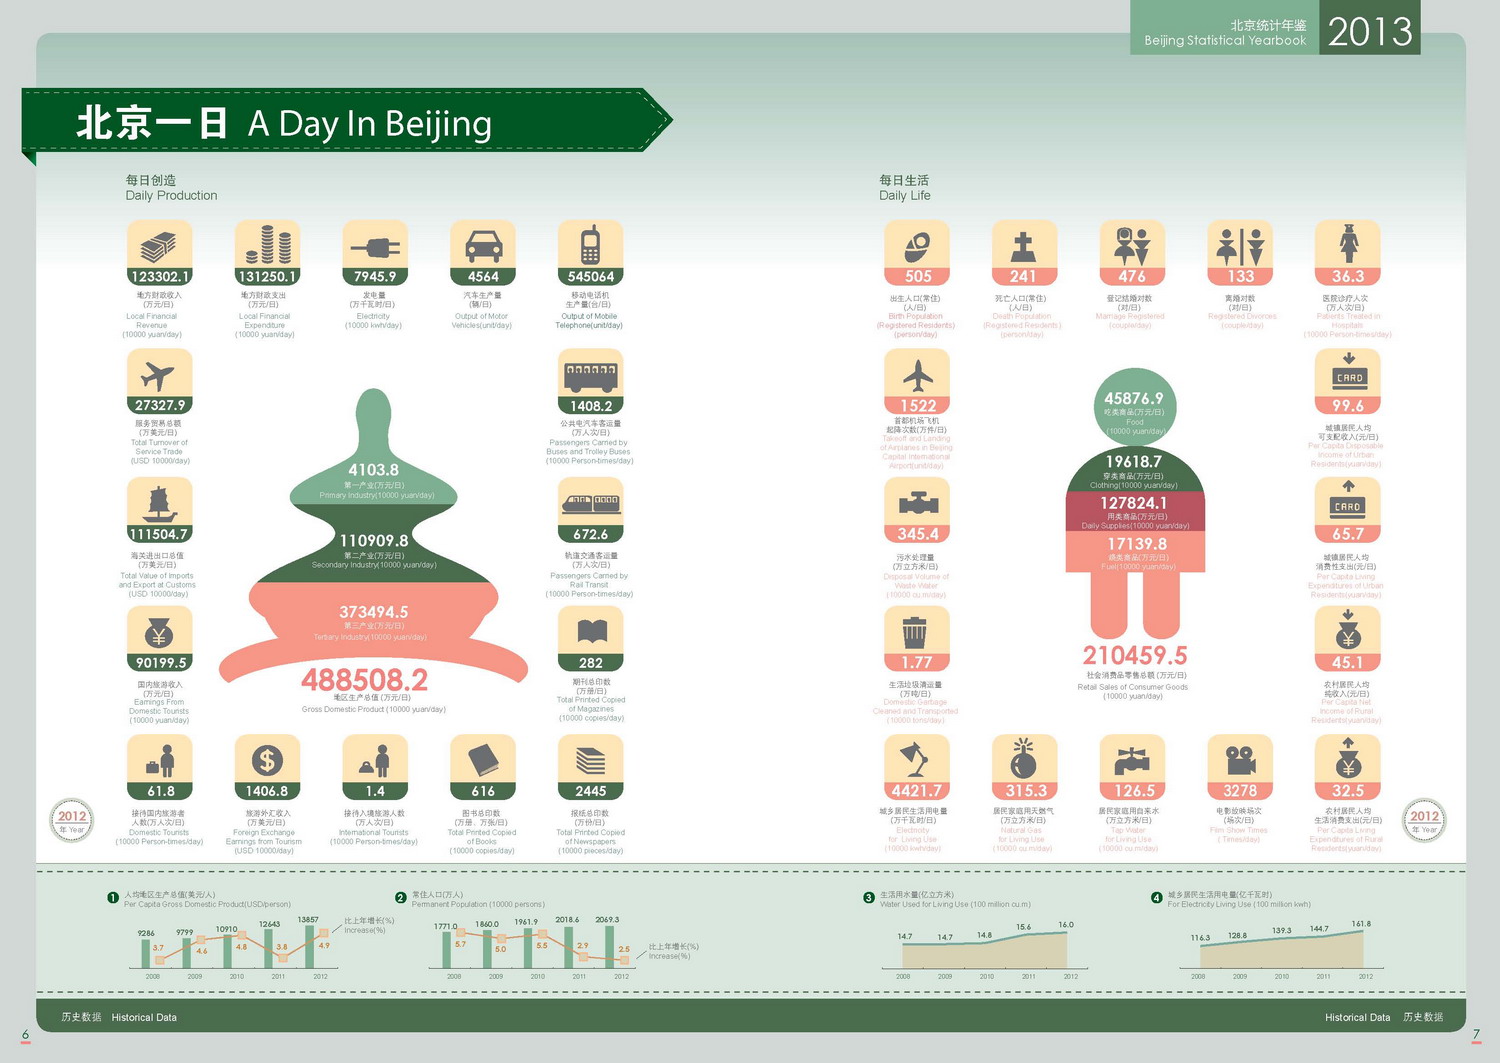 北京统计年鉴
Beijing Statistical Yearbook
2013
北京一日 A Day In Beijing
每日创造
Daily Production
123302.1
地方财政收入
(万元/日)
Local Financial
Revenue
(10000 yuan/day)
131250.1
地方财政支出
(万元/日)
Local Financial
Expenditure
(10000 yuan/day)
7945.9
发电量
(万千瓦时/日)
Electricity
(10000 kwh/day)
4564
汽车生产量
(辆/日)
Output of Motor
Vehicles(unit/day)
545064
移动电话机
生产量(台/日)
Output of Mobile
Telephone(unit/day)
27327.9
服务贸易总额
(万美元/日)
Total Turnover of
Service Trade
(USD 10000/day)
1408.2
公共电汽车客运量
(万人次/日)
Passengers Carried by
Buses and Trolley Buses
(10000 Person-times/day)
111504.7
海关进出口总值
(万美元/日)
Total Value of Imports
and Export at Customs
(USD 10000/day)
672.6
轨道交通客运量
(万人次/日)
Passengers Carried by
Rail Transit
(10000 Person-times/day)
90199.5
国内旅游收入
(万元/日)
Earnings From
Domestic Tourists
(10000 yuan/day)
282
期刊总印数
(万册/日)
Total Printed Copied
of Magazines
(10000 copies/day)
4103.8
第一产业(万元/日)
Primary Industry(10000 yuan/day)
110909.8
第二产业(万元/日)
Secondary Industry(10000 yuan/day)
373494.5
第三产业(万元/日)
Tertiary Industry(10000 yuan/day)
488508.2
地区生产总值 (万元/日)
Gross Domestic Product (10000 yuan/day)
61.8
接待国内旅游者
人数(万人次/日)
Domestic Tourists
(10000 Person-times/day)
1406.8
旅游外汇收入
(万美元/日)
Foreign Exchange
Earnings from Tourism
(USD 10000/day)
1.4
接待入境旅游人数
(万人次/日)
International Tourists
(10000 Person-times/day)
616
图书总印数
(万册、万张/日)
Total Printed Copied
of Books
(10000 copies/day)
2445
报纸总印数
(万份/日)
Total Printed Copied
of Newspapers
(10000 pieces/day)
2012
年 Year
每日生活
Daily Life
505
出生人口(常住)
(人/日)
Birth Population
(Registered Residents)
(person/day)
241
死亡人口(常住)
(人/日)
Death Population
(Registered Residents)
(person/day)
476
登记结婚对数
(对/日)
Marriage Registered
(couple/day)
133
离婚对数
(对/日)
Registered Divorces
(couple/day)
36.3
医院诊疗人次
(万人次/日)
Patients Treated in
Hospitals
(10000 Person-times/day)
1522
首都机场飞机
起降次数(万件/日)
Takeoff and Landing
of Airplanes in Beijing
Capital International
Airport(unit/day)
CARD
99.6
城镇居民人均
可支配收入(元/日)
Per Capita Disposable
Income of Urban
Residents(yuan/day)
345.4
污水处理量
(万立方米/日)
Disposal Volume of
Waste Water
(10000 cu.m/day)
CARD
65.7
城镇居民人均
消费性支出(元/日)
Per Capita Living
Expenditures of Urban
Residents(yuan/day)
1.77
生活垃圾清运量
(万吨/日)
Domestic Garbage
Cleaned and Transported
(10000 tons/day)
45.1
农村居民人均
纯收入(元/日)
Per Capita Net
Income of Rural
Residents(yuan/day)
45876.9
吃类商品(万元/日)
Food
(10000 yuan/day)
19618.7
穿类商品(万元/日)
Clothing(10000 yuan/day)
127824.1
用类商品(万元/日)
Daily Supplies(10000 yuan/day)
17139.8
燃类商品(万元/日)
Fuel(10000 yuan/day)
210459.5
社会消费品零售总额 (万元/日)
Retail Sales of Consumer Goods
(10000 yuan/day)
4421.7
城乡居民生活用电量
(万千瓦时/日)
Electricity
for Living Use
(10000 kwh/day)
315.3
居民家庭用天然气
(万立方米/日)
Natural Gas
for Living Use
(10000 cu.m/day)
126.5
居民家庭用自来水
(万立方米/日)
Tap Water
for Living Use
(10000 cu.m/day)
3278
电影放映场次
(场次/日)
Film Show Times
( Times/day)
32.5
农村居民人均
生活消费支出(元/日)
Per Capita Living
Expenditures of Rural
Residents(yuan/day)
2012
年 Year
1 人均地区生产总值(美元/人)
Per Capita Gross Domestic Product(USD/person)
9286 9799 10910 12643 13857
3.7 4.6 4.8 3.8 4.9
比上年增长(%)
Increase(%)
2008 2009 2010 2011 2012
2 常住人口(万人)
Permanent Population (10000 persons)
1771.0 1860.0 1961.9 2018.6 2069.3
5.7 5.0 5.5 2.9 2.5
比上年增长(%)
Increase(%)
2008 2009 2010 2011 2012
3 生活用水量(亿立方米)
Water Used for Living Use (100 million cu.m)
14.7 14.7 14.8 15.6 16.0
2008 2009 2010 2011 2012
4 城乡居民生活用电量(亿千瓦时)
For Electricity Living Use (100 million kwh)
116.3 128.8 139.3 144.7 161.8
2008 2009 2010 2011 2012
历史数据 Historical Data
Historical Data 历史数据
6
7